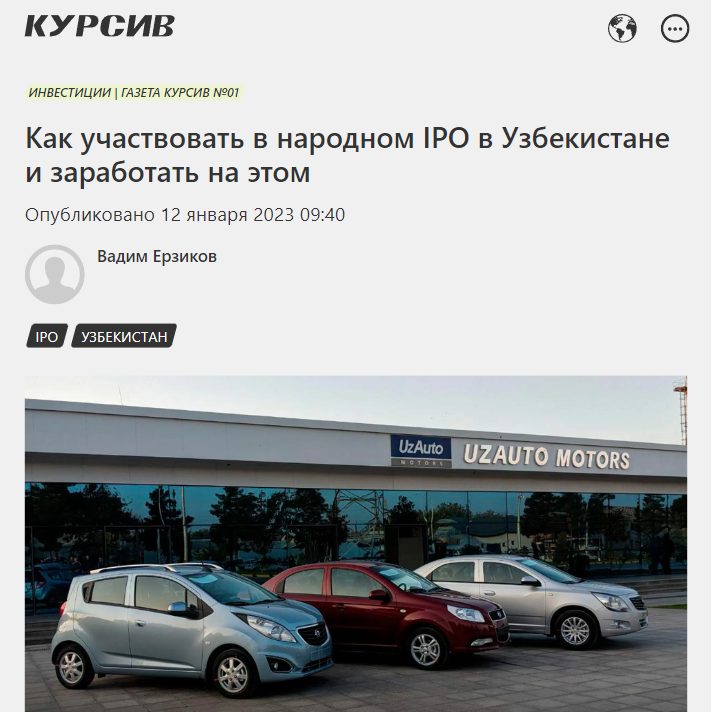 КУРСИВ
ИНВЕСТИЦИИ | ГАЗЕТА КУРСИВ №01
Как участвовать в народном IPO в Узбекистане
и заработать на этом
Опубликовано 12 января 2023 09:40
Вадим Ерзиков
IPO
УЗБЕКИСТАН
UzAuto
MOTORS
UZAUTO MOTORS